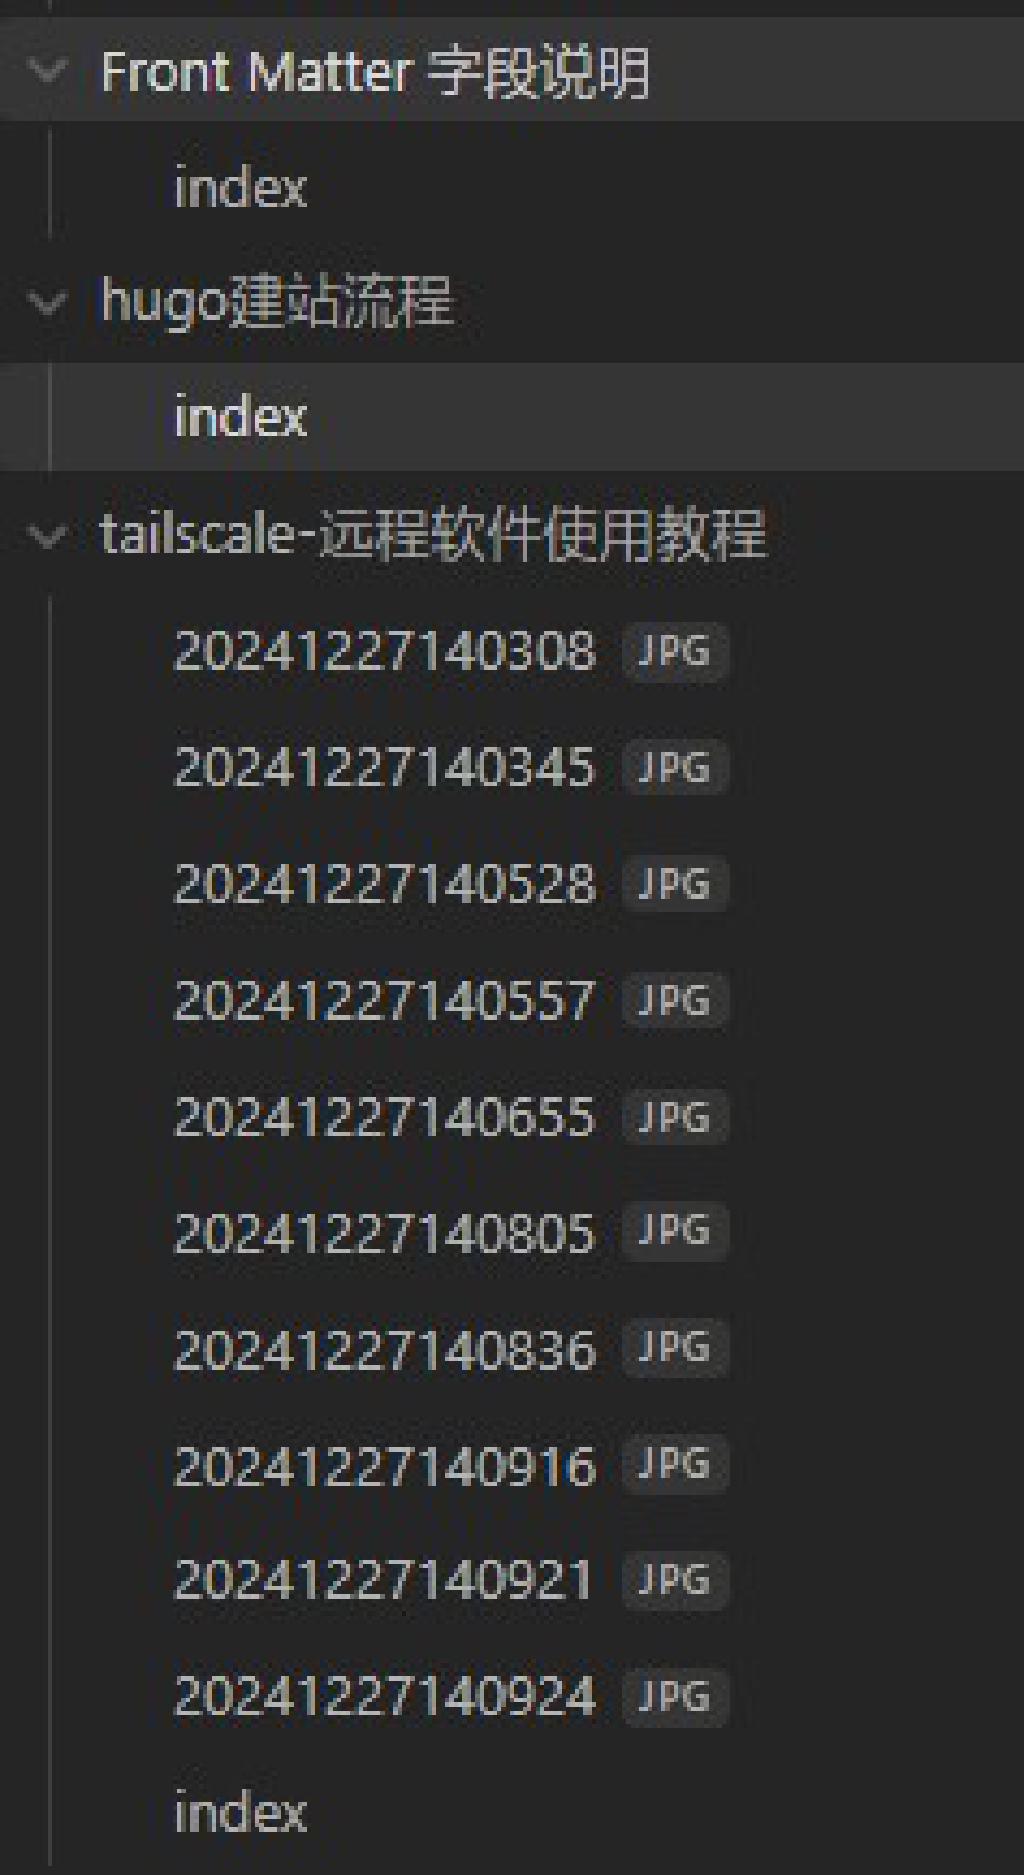 Front Matter 字段说明
index
hugo建站流程
index
tailscale-远程软件使用教程
20241227140308 JPG
20241227140345 JPG
20241227140528 JPG
20241227140557 JPG
20241227140655 JPG
20241227140805 JPG
20241227140836 JPG
20241227140916 JPG
20241227140921 JPG
20241227140924 JPG
index